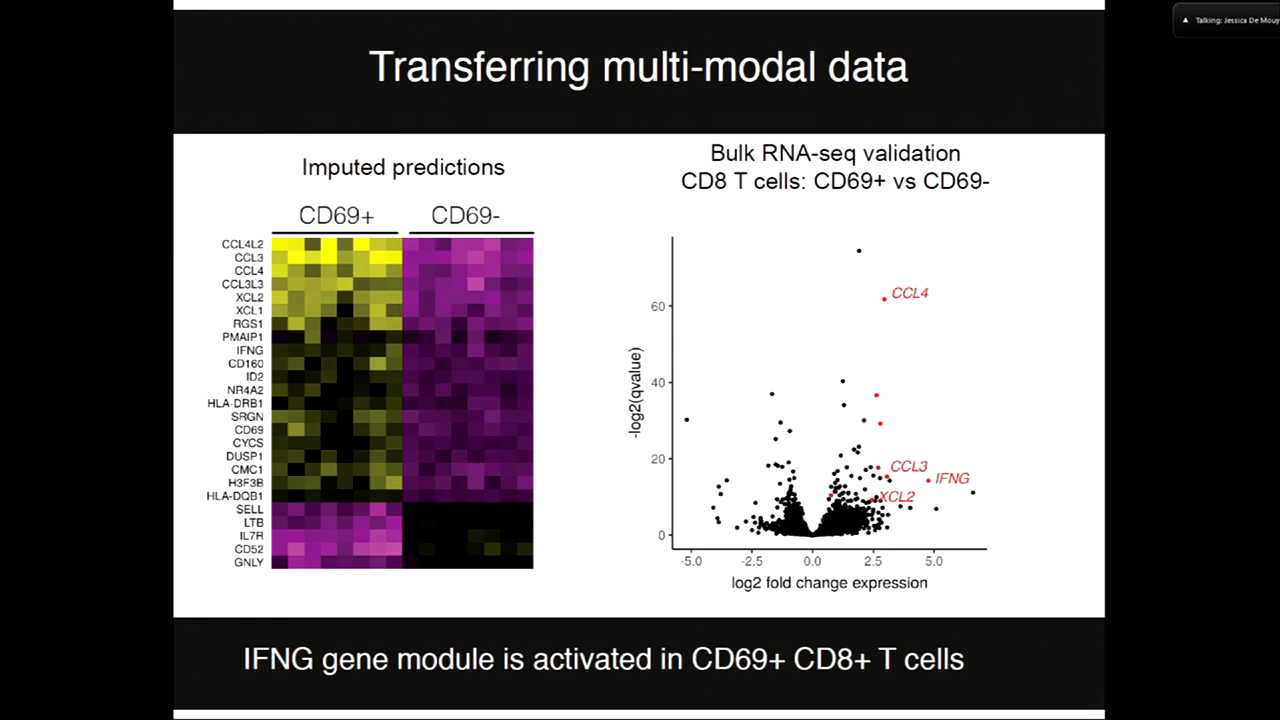 Talking: Jessica De Mouy
Transferring multi-modal data
Imputed predictions
CD69+ CD69-
CCL4L2
CCL3
CCL4
CCL3L3
XCL2
XCL1
RGS1
PMAIP1
IFNG
CD160
ID2
NR4A2
HLA-DRB1
SRGN
CD69
CYCS
DUSP1
CMC1
H3F3B
HLA-DQB1
SELL
LTB
IL7R
CD52
GNLY
Bulk RNA-seq validation
CD8 T cells: CD69+ vs CD69-
-log2(qvalue)
60
40
20
0
CCL4
CCL3
IFNG
XCL2
-5.0 -2.5 0.0 2.5 5.0
log2 fold change expression
IFNG gene module is activated in CD69+ CD8+ T cells